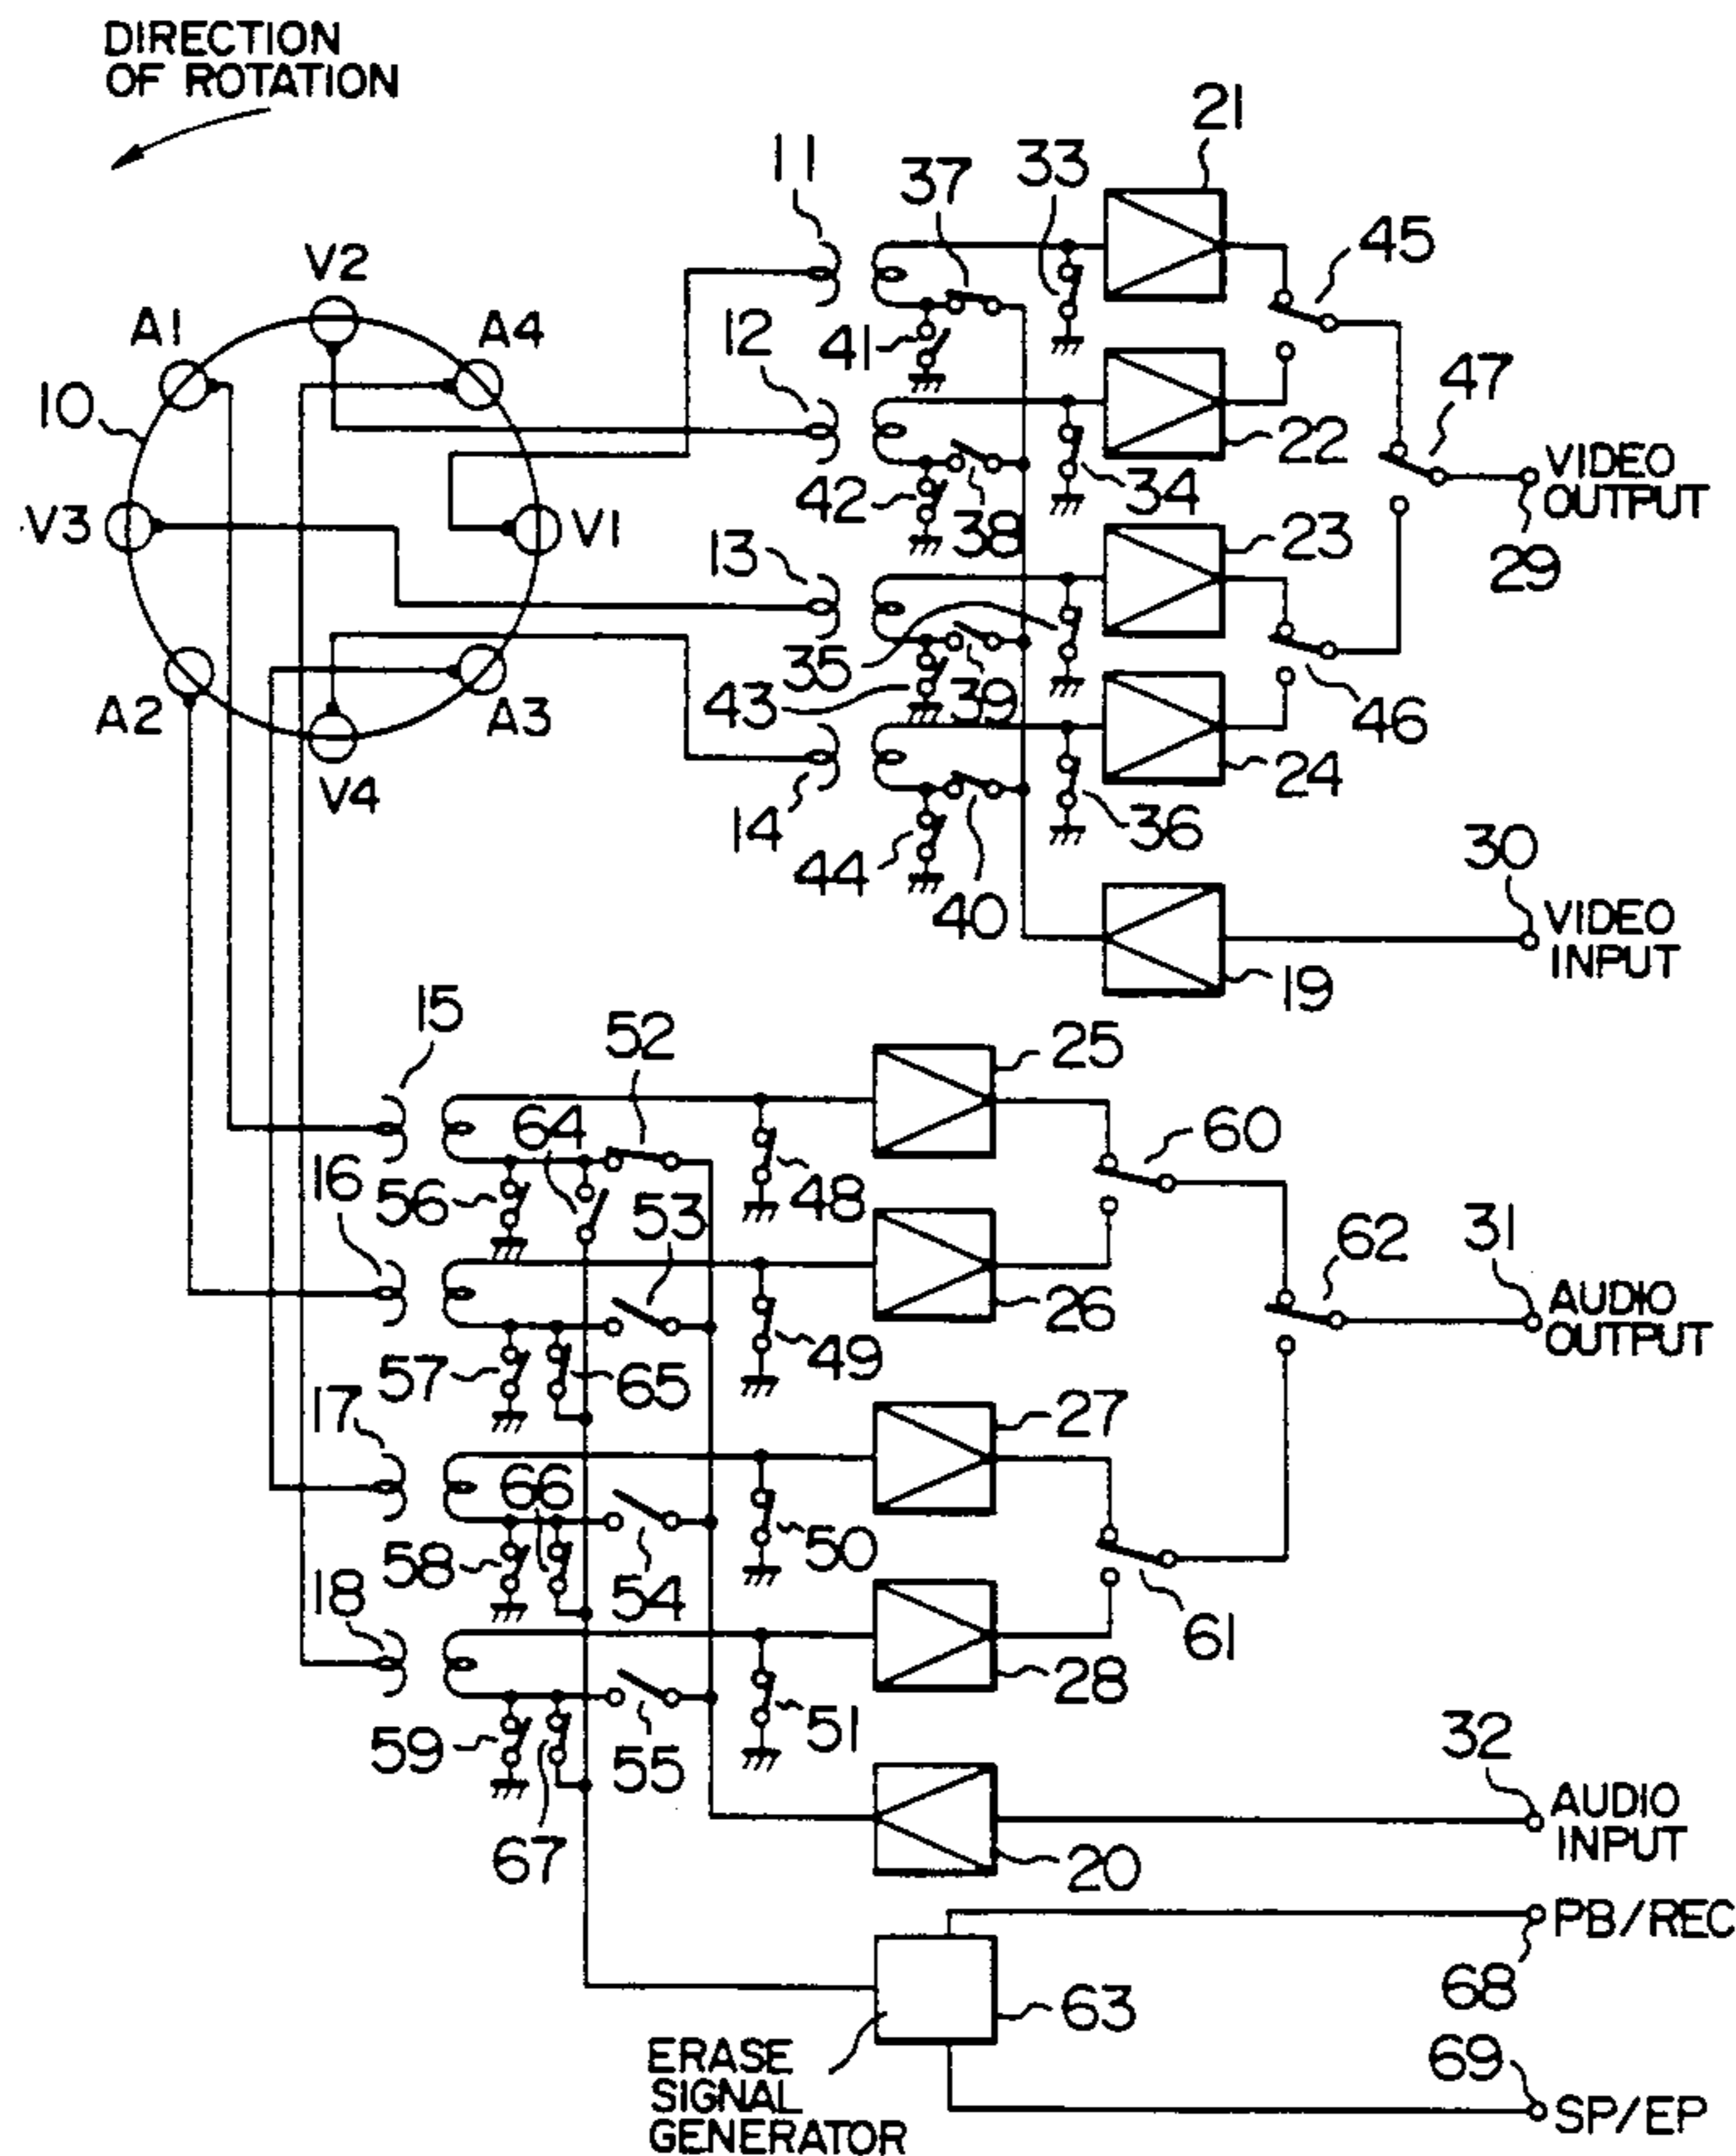 DIRECTION
OF ROTATION
21
11
37
33
45
V2
A1
A4
12
41
10
47
22
VIDEO
OUTPUT
42
34
V3
V1
38
13
23
29
35
A2
A3
43
39
46
V4
24
14
36
30
44
40
VIDEO
INPUT
19
15
52
25
64
60
16
56
53
48
62
31
26
AUDIO
OUTPUT
57
65
49
17
27
66
58
54
50
18
61
28
59
55
51
32
67
AUDIO
INPUT
20
PB/REC
68
63
ERASE
SIGNAL
GENERATOR
69
SP/EP